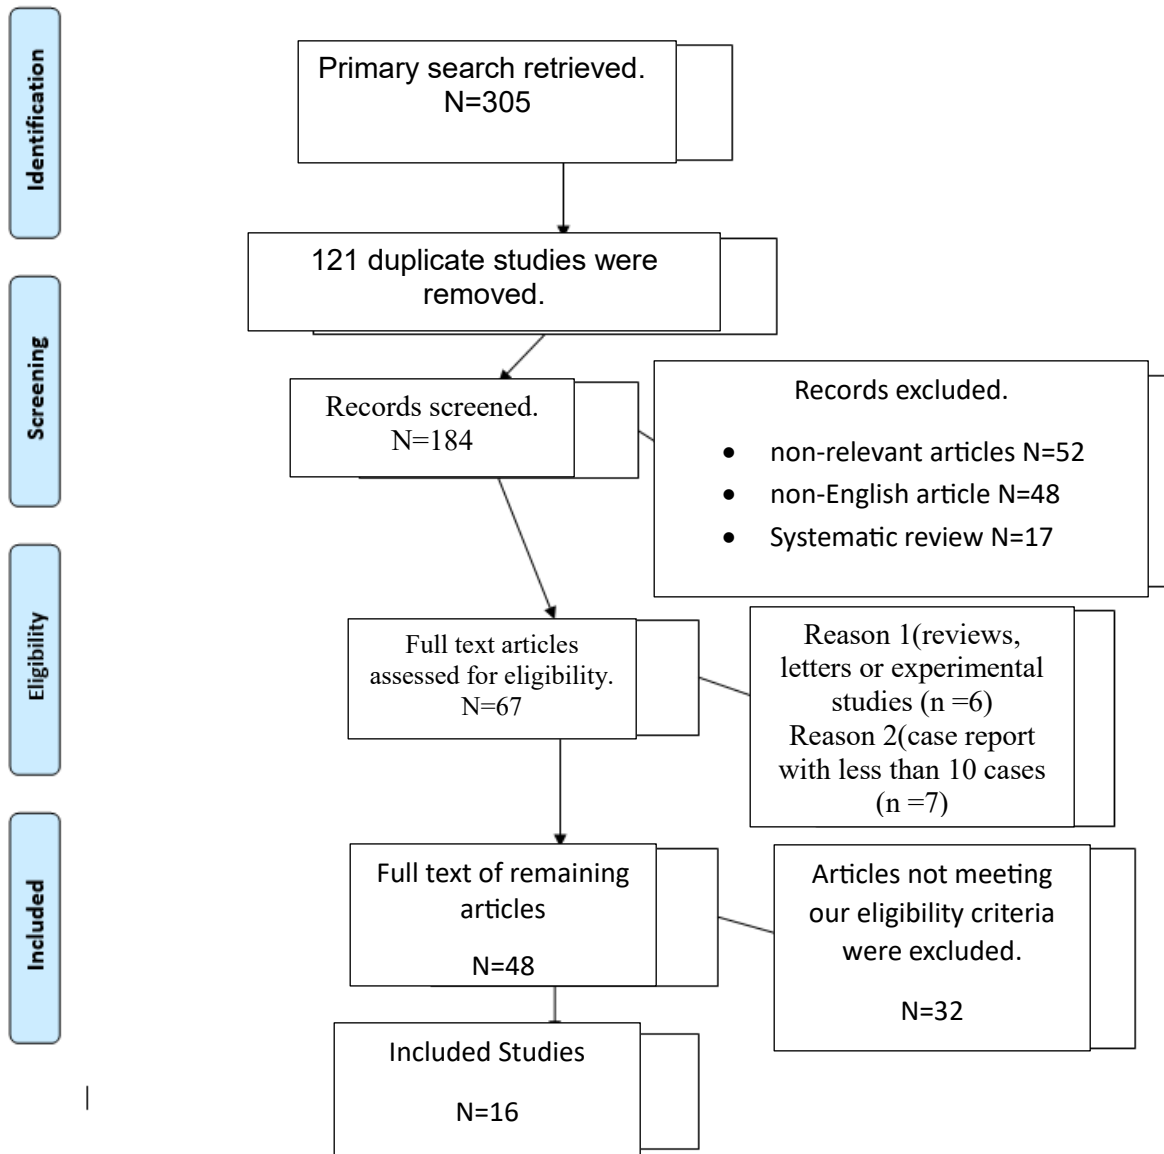 Identification
Primary search retrieved.
N=305
121 duplicate studies were
removed.
Screening
Records screened.
N=184
Records excluded.
• non-relevant articles N=52
• non-English article N=48
• Systematic review N=17
Eligibility
Full text articles
assessed for eligibility.
N=67
Reason 1(reviews,
letters or experimental
studies (n =6)
Reason 2(case report
with less than 10 cases
(n =7)
Included
Full text of remaining
articles
N=48
Articles not meeting
our eligibility criteria
were excluded.
N=32
Included Studies
N=16